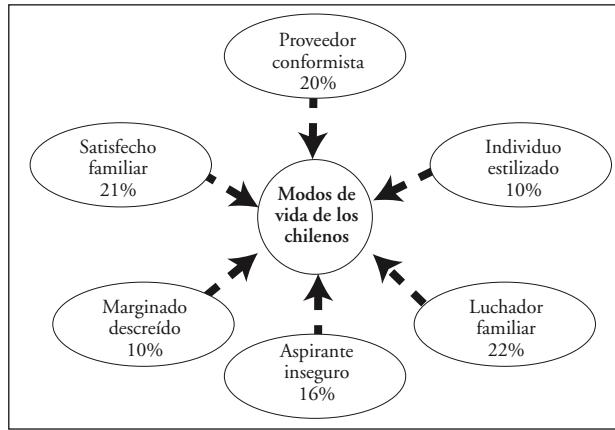 Proveedor
conformista
20%
Satisfecho
familiar
21%
Individuo
estilizado
10%
Modos de
vida de los
chilenos
Marginado
descreído
10%
Aspirante
inseguro
16%
Luchador
familiar
22%